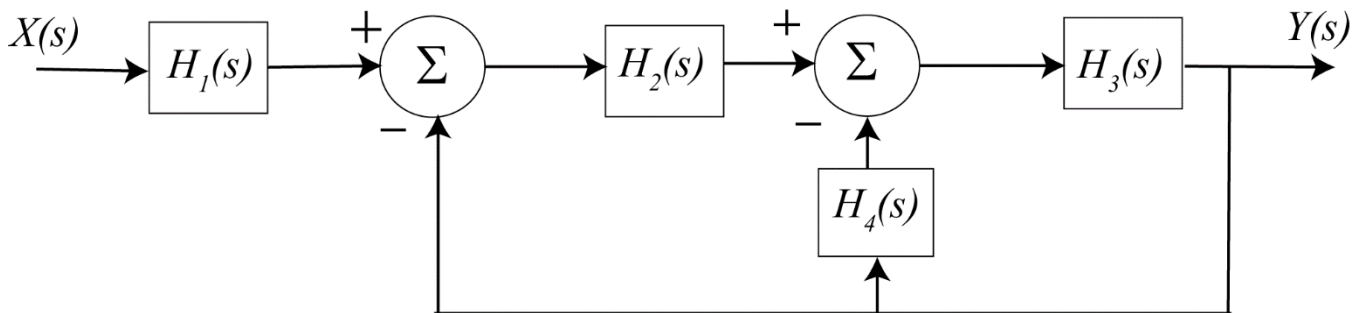 X(s)
H₁(s)
+
Σ
−
H₂(s)
+
Σ
−
H₃(s)
Y(s)
H₄(s)